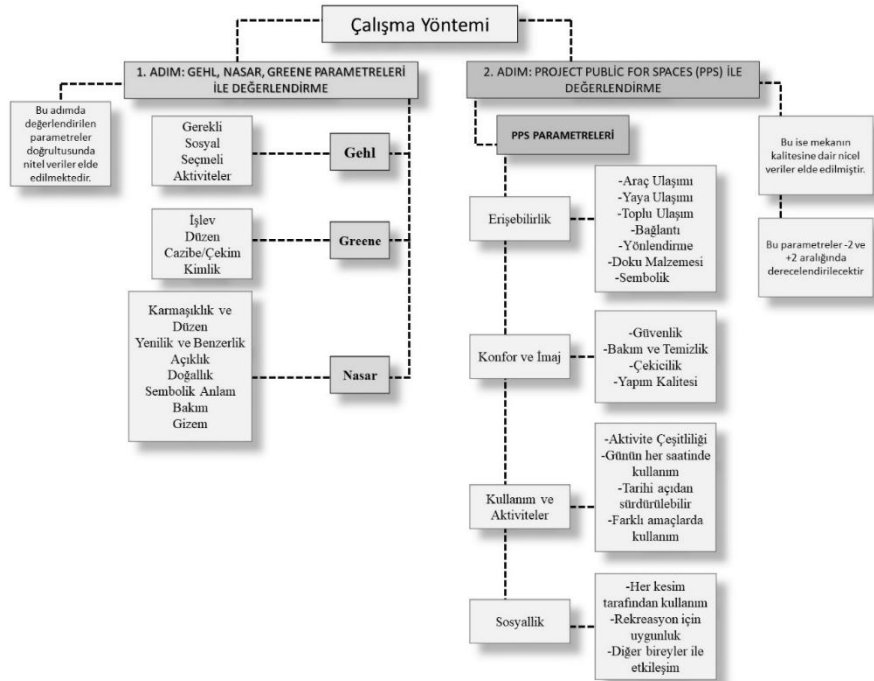 Çalışma Yöntemi
1. ADIM: GEHL, NASAR, GREENE PARAMETRELERİ
İLE DEĞERLENDİRME
Bu adımda
değerlendirilen
parametreler
doğrultusunda
nitel veriler elde
edilmektedir.
Gerekli
Sosyal
Seçmeli
Aktiviteler
Gehl
İşlev
Düzen
Cazibe/Çekim
Kimlik
Greene
Karmaşıklık ve
Düzen
Yenilik ve Benzerlik
Açıklık
Doğallık
Sembolik Anlam
Bakım
Gizem
Nasar
2. ADIM: PROJECT PUBLIC FOR SPACES (PPS) İLE
DEĞERLENDİRME
PPS PARAMETRELERİ
Erişebilirlik
-Araç Ulaşımı
-Yaya Ulaşımı
-Toplu Ulaşım
-Bağlantı
-Yönlendirme
-Doku Malzemesi
-Sembolik
Konfor ve İmaj
-Güvenlik
-Bakım ve Temizlik
-Çekicilik
-Yapım Kalitesi
Kullanım ve
Aktiviteler
-Aktivite Çeşitliliği
-Günün her saatinde
kullanım
-Tarihi açıdan
sürdürülebilir
-Farklı amaçlarda
kullanım
Sosyallik
-Her kesim
tarafından kullanım
-Rekreasyon için
uygunluk
-Diğer bireyler ile
etkileşim
Bu ise mekanın
kalitesine dair nicel
veriler elde edilmiştir.
Bu parametreler -2 ve
+2 aralığında
derecelendirilecektir